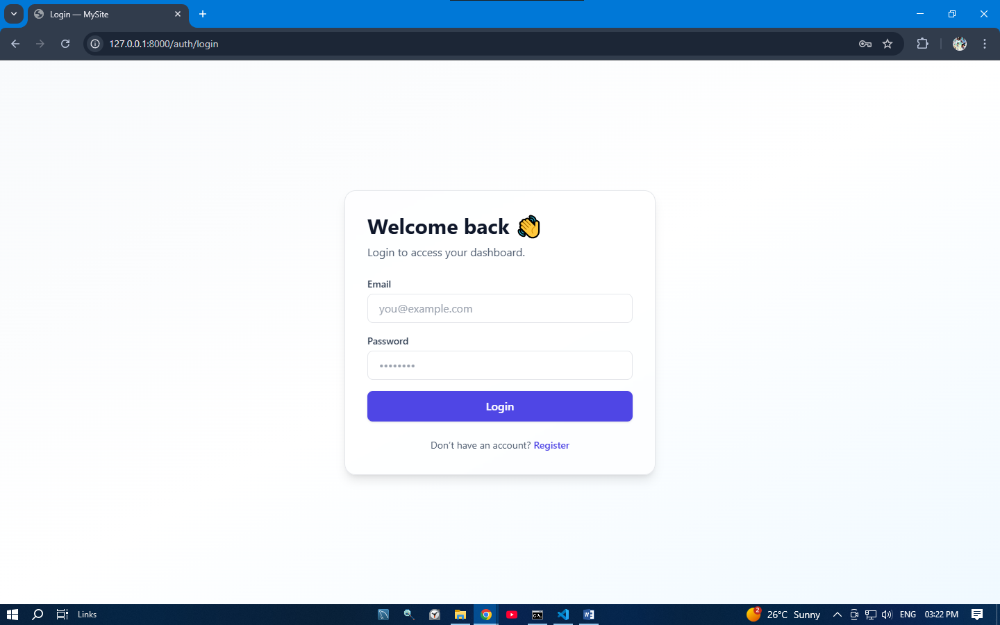 Login — MySite
127.0.0.1:8000/auth/login
Welcome back 👋
Login to access your dashboard.
Email
you@example.com
Password
••••••••
Login
Don't have an account? Register
Links
2
26°C Sunny
ENG
03:22 PM